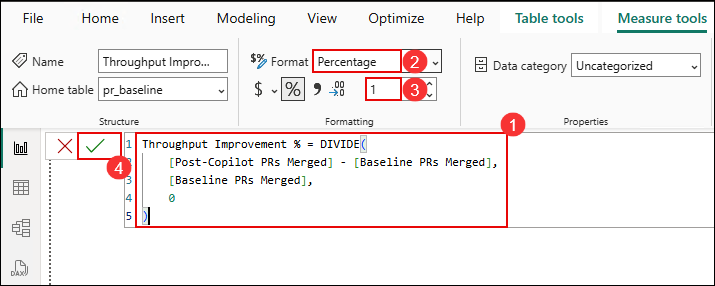 File Home Insert Modeling View Optimize Help Table tools Measure tools
Name Throughput Impro... $% Format Percentage 2 Data category Uncategorized
Home table pr_baseline $ % 9 .00 1 3
Structure Formatting Properties
1
4
1 Throughput Improvement % = DIVIDE(
[Post-Copilot PRs Merged] - [Baseline PRs Merged],
3 [Baseline PRs Merged],
4 0
5 )
DAX